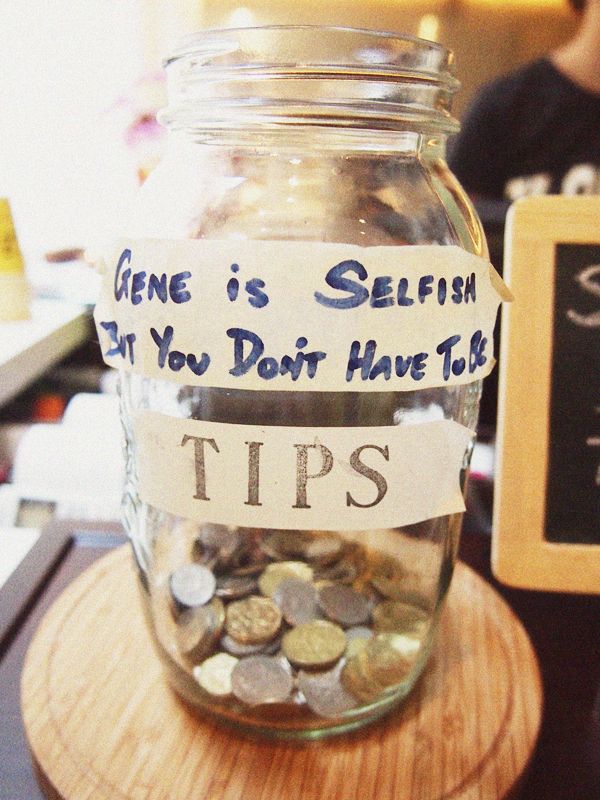 GENE is SELFISH
BUT YOU DON'T HAVE TO BE
TIPS